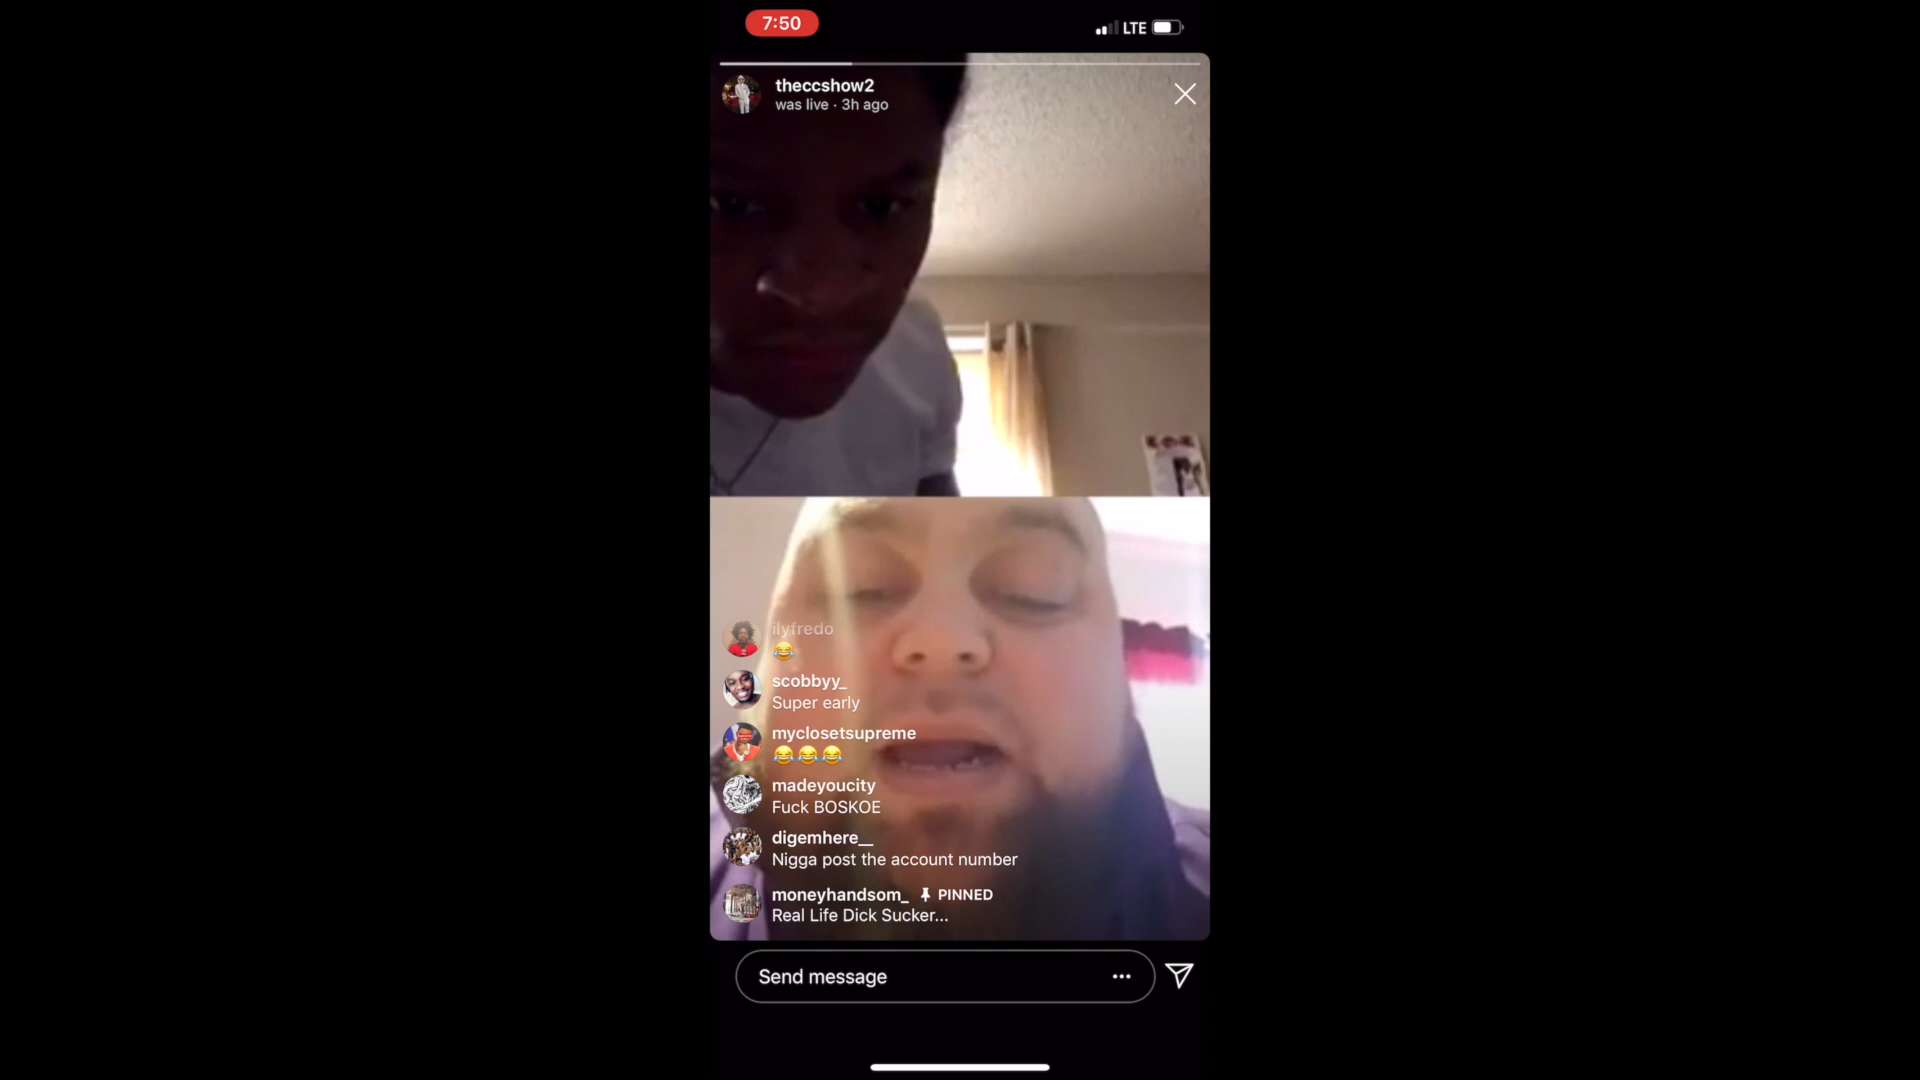 7:50
LTE
theccshow2
was live · 3h ago
ilyfredo
😂
scobbyy_
Super early
myclosetsupreme
😂😂😂
madeyoucity
Fuck BOSKOE
digemhere__
Nigga post the account number
moneyhandsom_ PINNED
Real Life Dick Sucker...
Send message